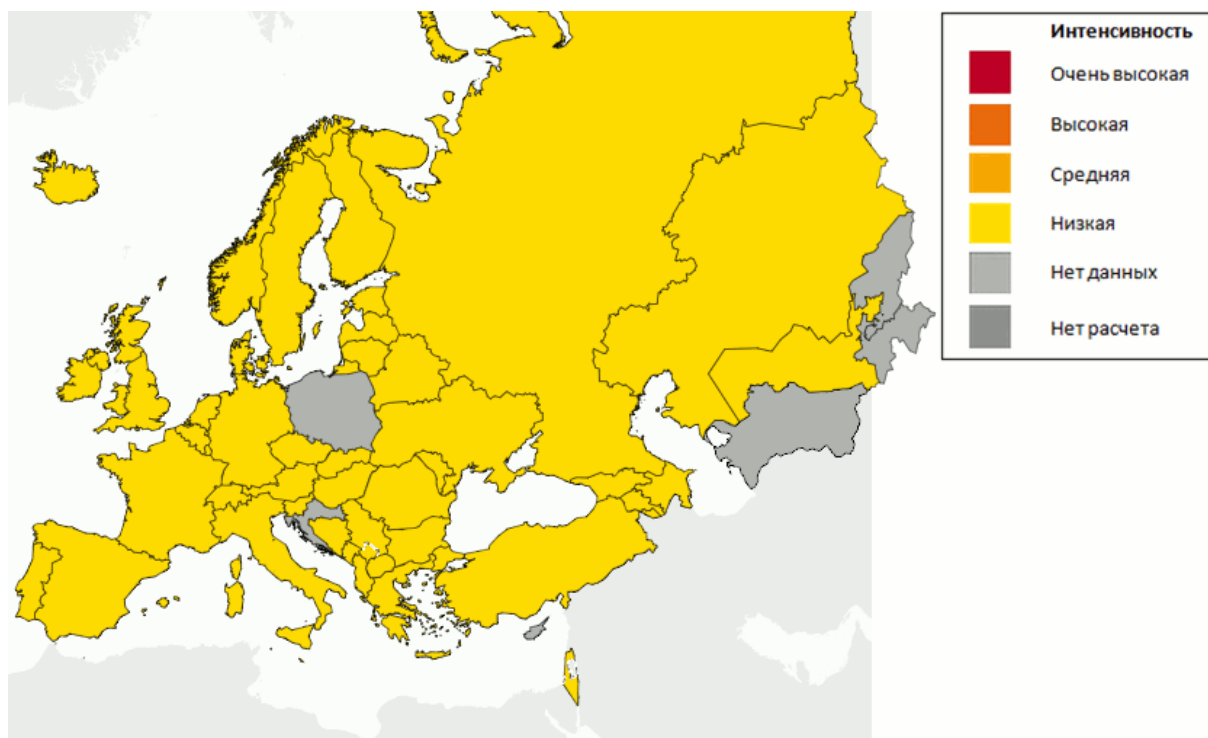 Интенсивность
Очень высокая
Высокая
Средняя
Низкая
Нет данных
Нет расчета